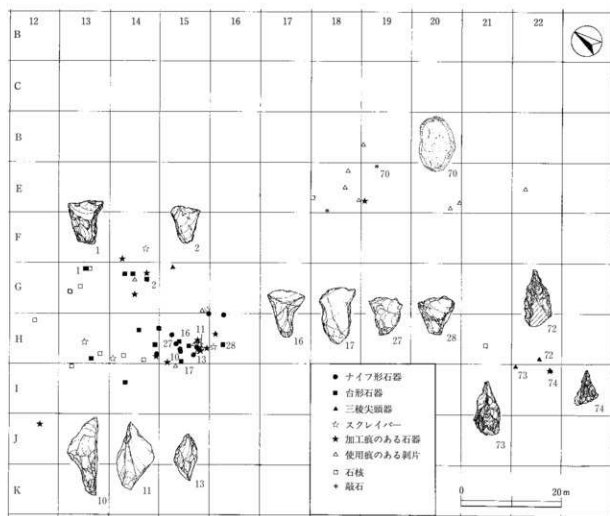 12 13 14 15 16 17 18 19 20 21 22
B
C
B
70
70
E
F
1
2
G
1
2
16
17
27
28
72
H
16
11
27
28
10
13
17
72
73
74
I
ナイフ形石器
台形石器
三稜尖頭器
スクレイパー
加工痕のある石器
使用痕のある剥片
石核
敲石
74
73
J
10
11
13
K
0 20 m